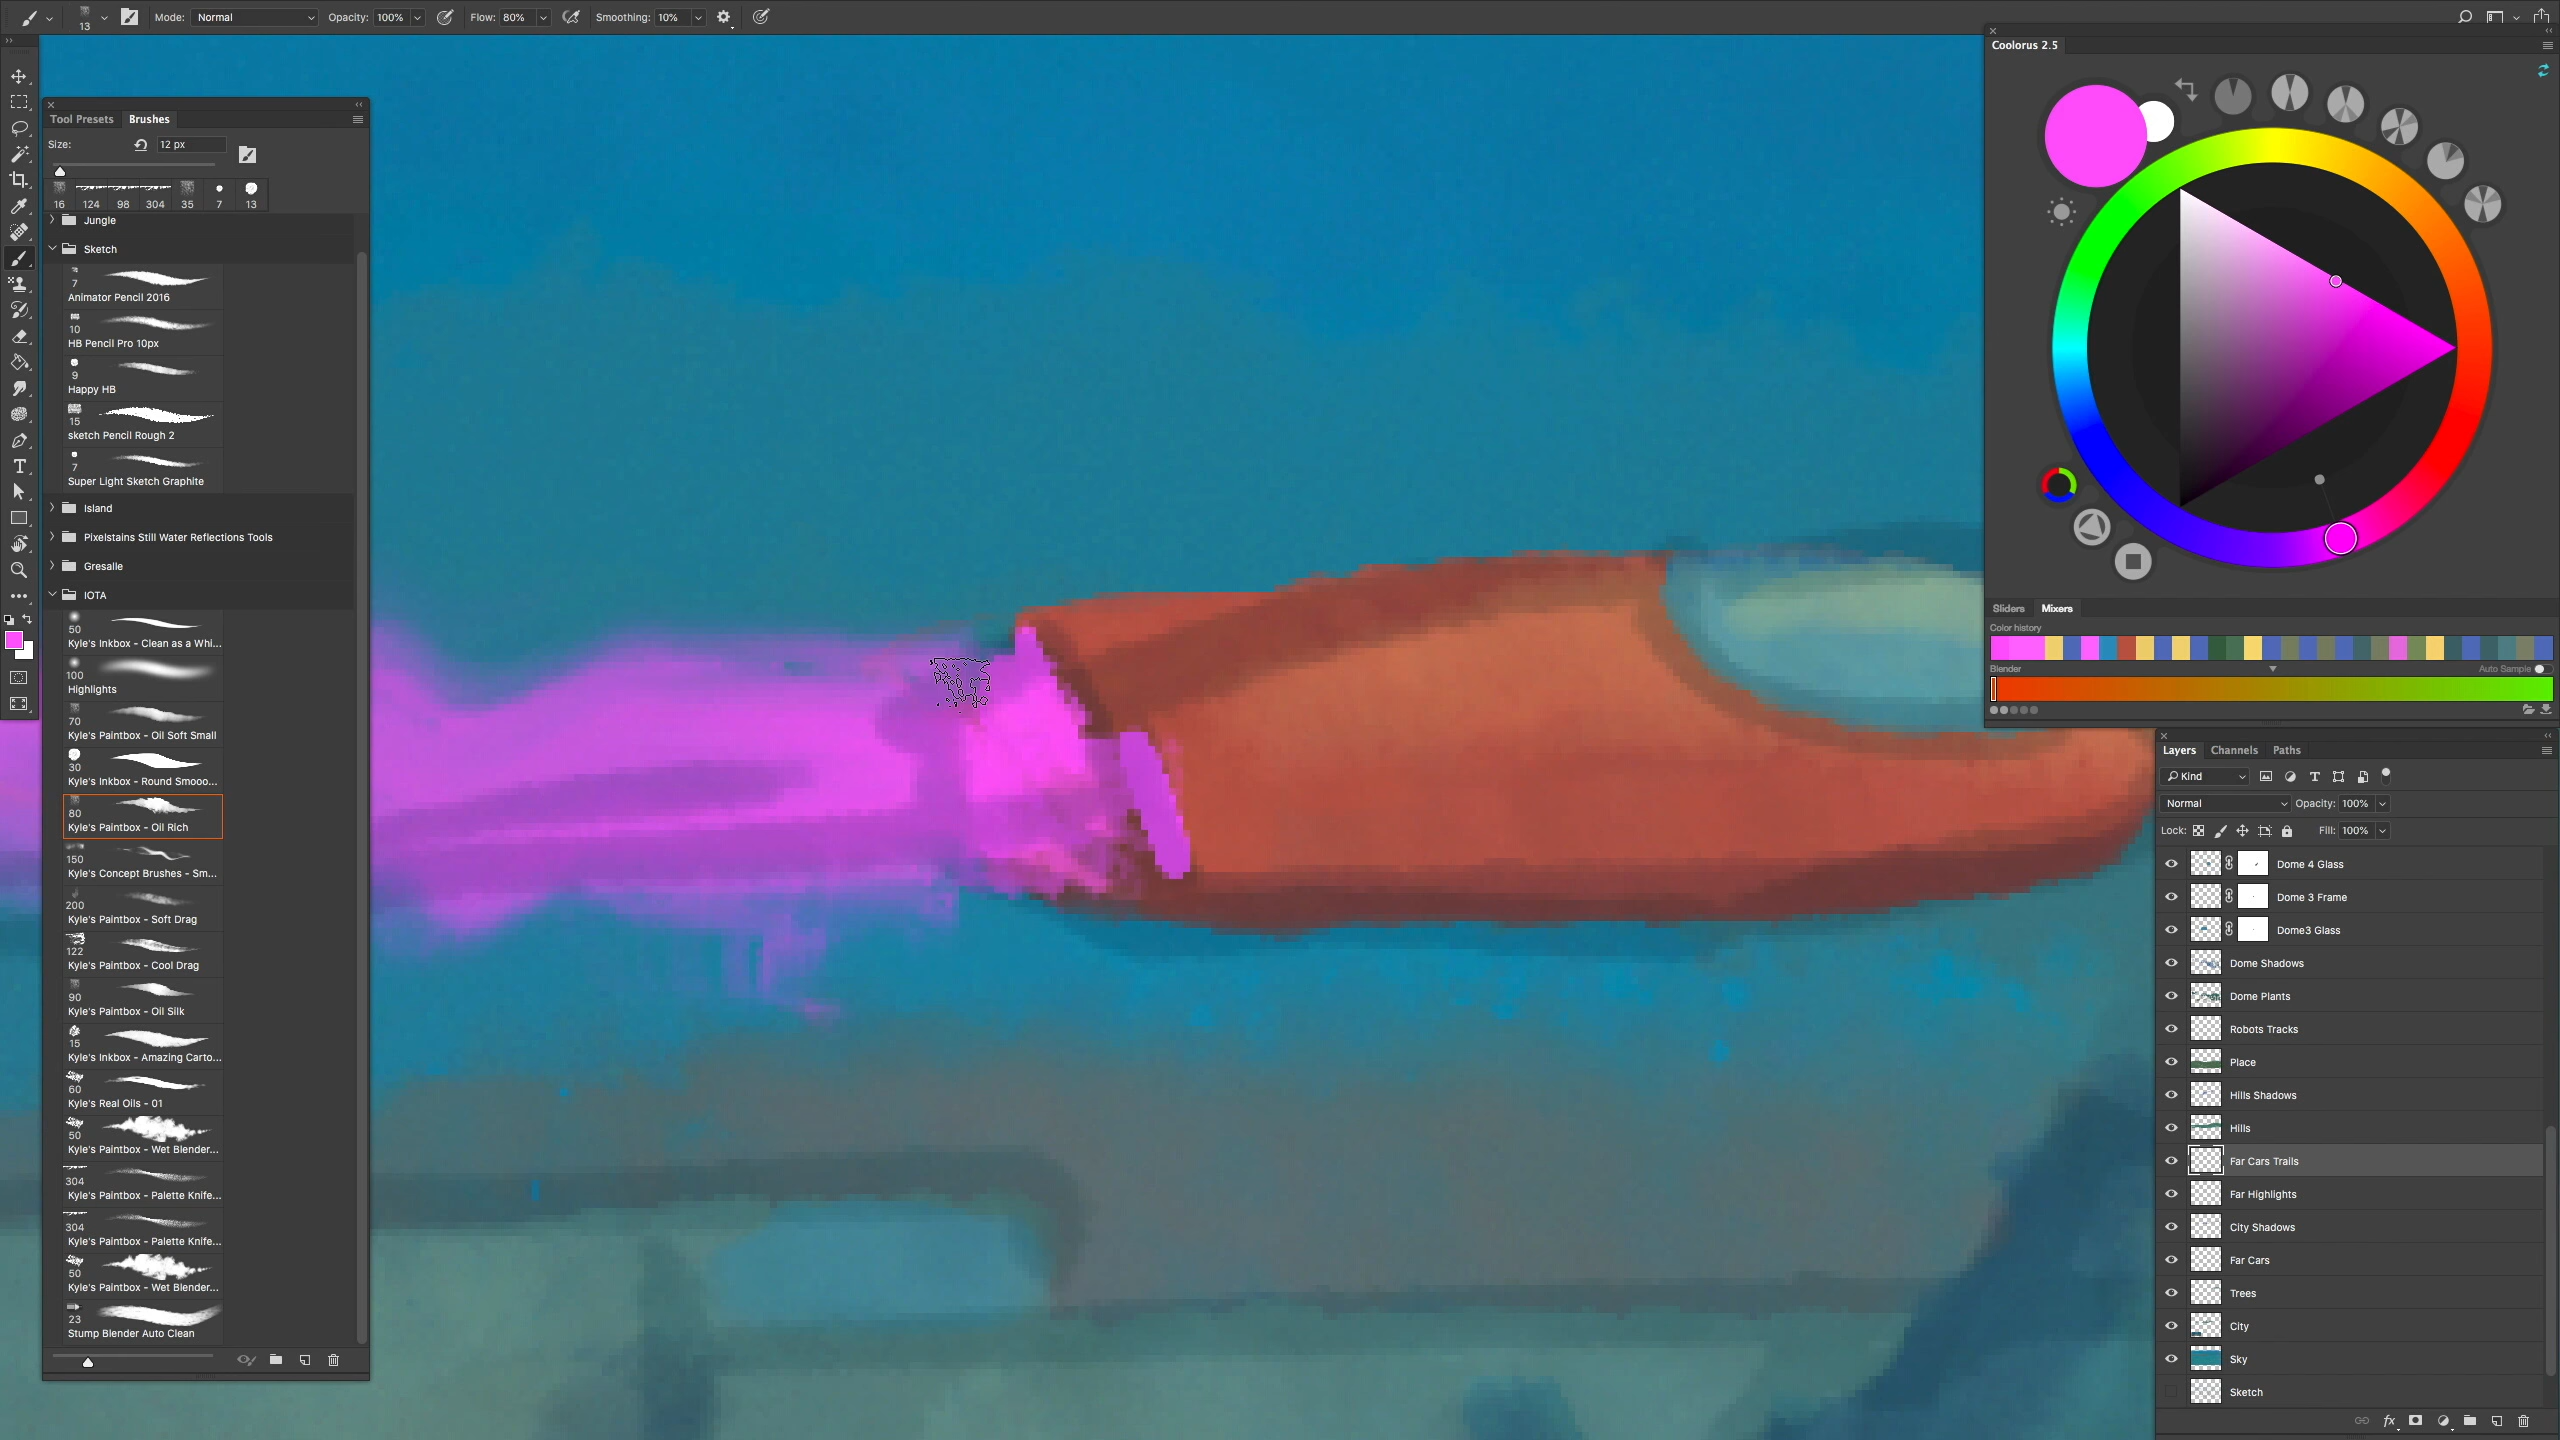 13
Mode: Normal
Opacity: 100%
Flow: 80%
Smoothing: 10%
Tool Presets
Brushes
Size:
12 px
16 124 98 304 35 7 13
Jungle
Sketch
7
Animator Pencil 2016
10
HB Pencil Pro 10px
9
Happy HB
15
sketch Pencil Rough 2
7
Super Light Sketch Graphite
Island
Pixelstains Still Water Reflections Tools
Gresalle
IOTA
50
Kyle's Inkbox - Clean as a Whi...
100
Highlights
70
Kyle's Paintbox - Oil Soft Small
30
Kyle's Inkbox - Round Smooo...
80
Kyle's Paintbox - Oil Rich
150
Kyle's Concept Brushes - Sm...
200
Kyle's Paintbox - Soft Drag
122
Kyle's Paintbox - Cool Drag
90
Kyle's Paintbox - Oil Silk
15
Kyle's Inkbox - Amazing Carto...
60
Kyle's Real Oils - 01
50
Kyle's Paintbox - Wet Blender...
304
Kyle's Paintbox - Palette Knife...
304
Kyle's Paintbox - Palette Knife...
50
Kyle's Paintbox - Wet Blender...
23
Stump Blender Auto Clean
Coolorus 2.5
Sliders
Mixers
Color history
Blender
Auto Sample
Layers
Channels
Paths
Kind
Normal
Opacity: 100%
Lock:
Fill: 100%
Dome 4 Glass
Dome 3 Frame
Dome3 Glass
Dome Shadows
Dome Plants
Robots Tracks
Place
Hills Shadows
Hills
Far Cars Trails
Far Highlights
City Shadows
Far Cars
Trees
City
Sky
Sketch
fx